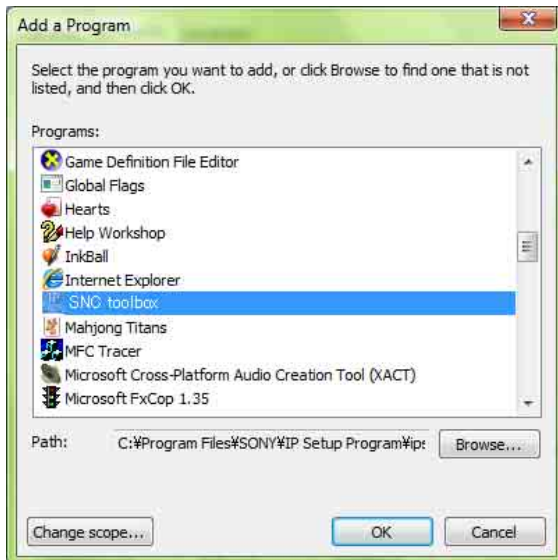 Add a Program
Select the program you want to add, or click Browse to find one that is not
listed, and then click OK.
Programs:
Game Definition File Editor
Global Flags
Hearts
Help Workshop
InkBall
Internet Explorer
SNC toolbox
Mahjong Titans
MFC Tracer
Microsoft Cross-Platform Audio Creation Tool (XACT)
Microsoft FxCop 1.35
Path: C:¥Program Files¥SONY¥IP Setup Program¥ips Browse...
Change scope... OK Cancel